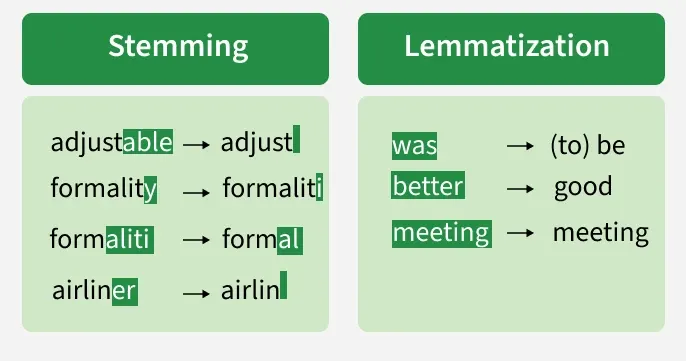 Stemming
adjustable → adjust
formality → formaliti
formaliti → formal
airliner → airlin
Lemmatization
was → (to) be
better → good
meeting → meeting